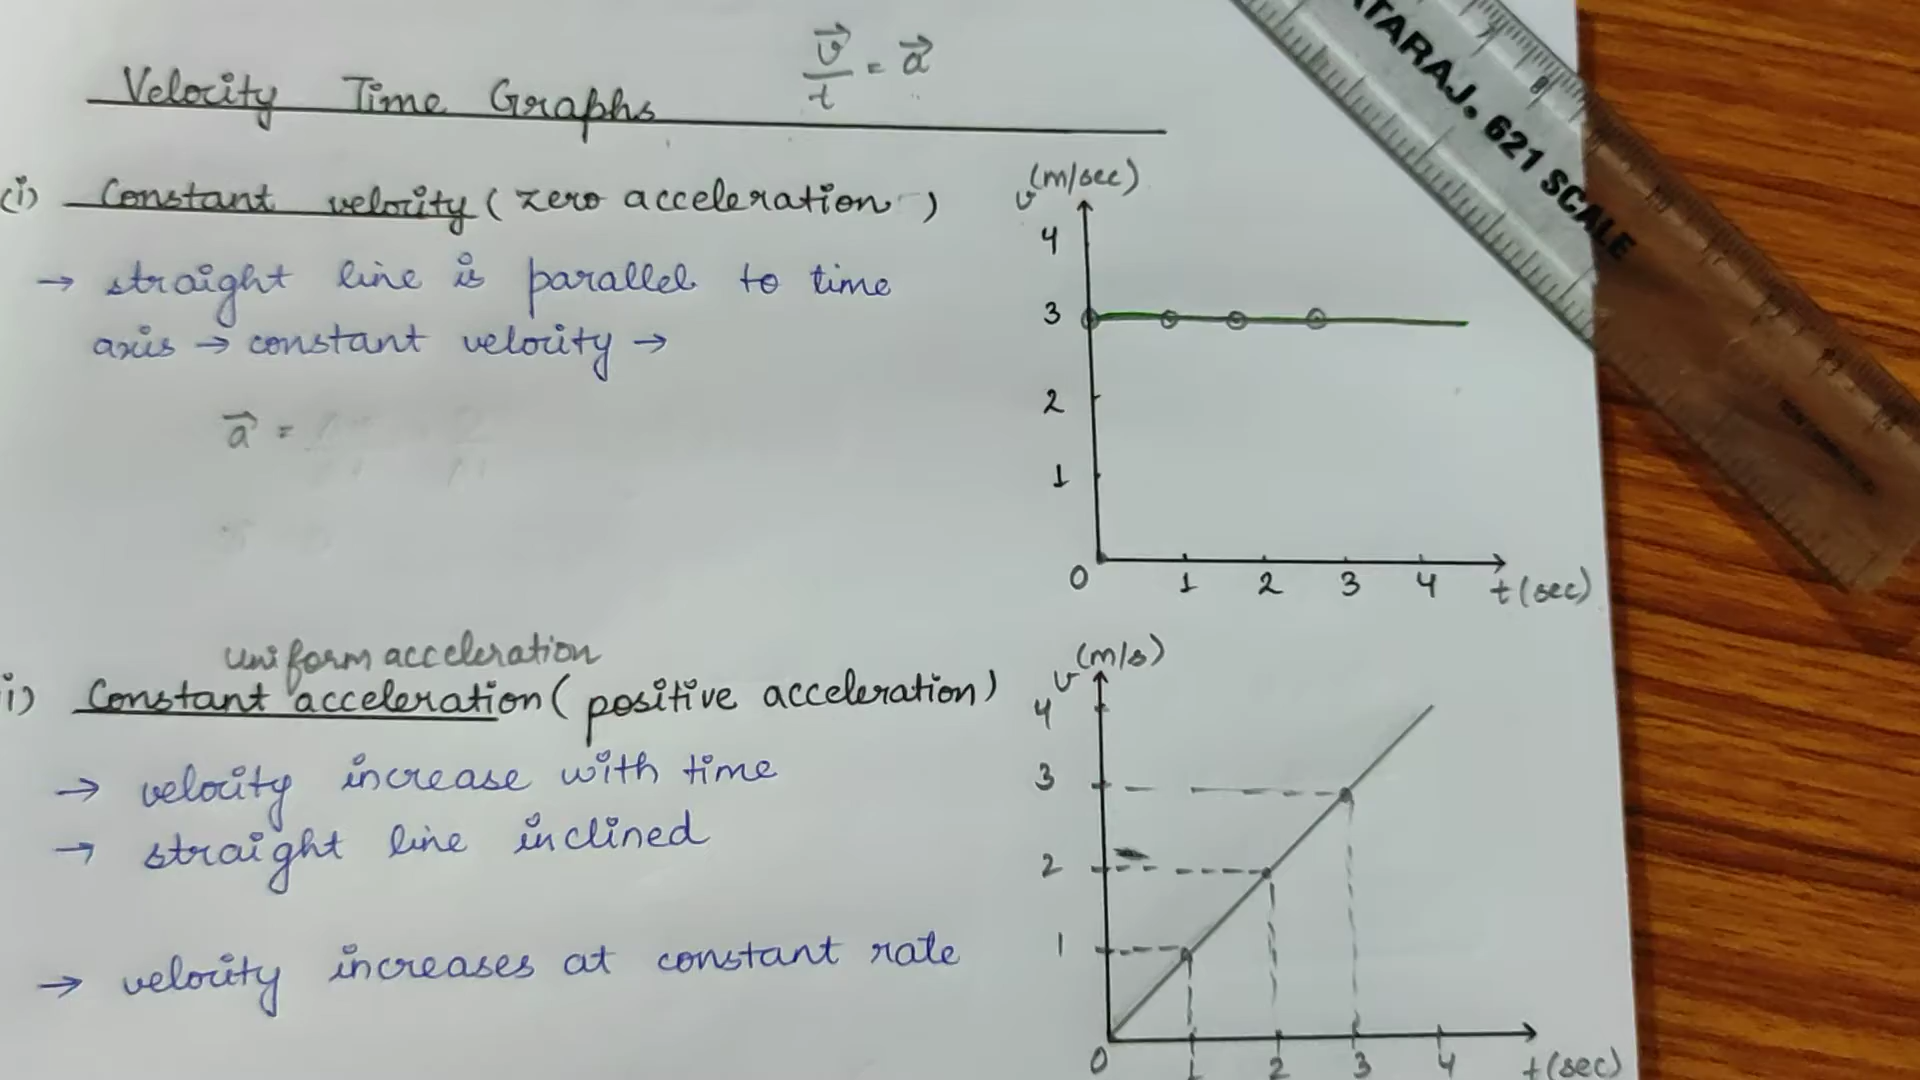 v⃗/t = a⃗
Velocity Time Graphs
(i) Constant velocity ( zero acceleration )
→ straight line is parallel to time
axis → constant velocity →
a⃗ =
v (m/sec)
4
3
2
1
0 1 2 3 4 t (sec)
uniform acceleration
i) Constant acceleration ( positive acceleration )
→ velocity increase with time
→ straight line inclined
→ velocity increases at constant rate
v (m/s)
4
3
2
1
0 1 2 3 4 t (sec)
ATARAJ. 621 SCALE